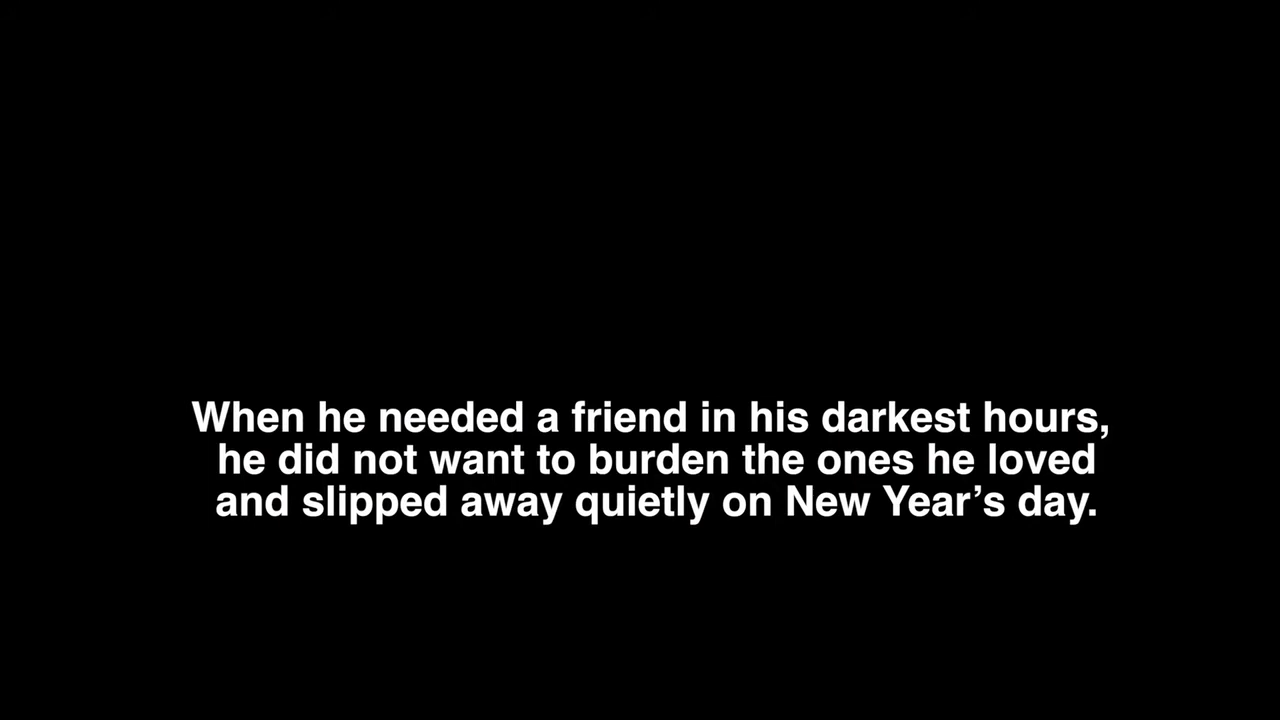 When he needed a friend in his darkest hours,
he did not want to burden the ones he loved
and slipped away quietly on New Year’s day.